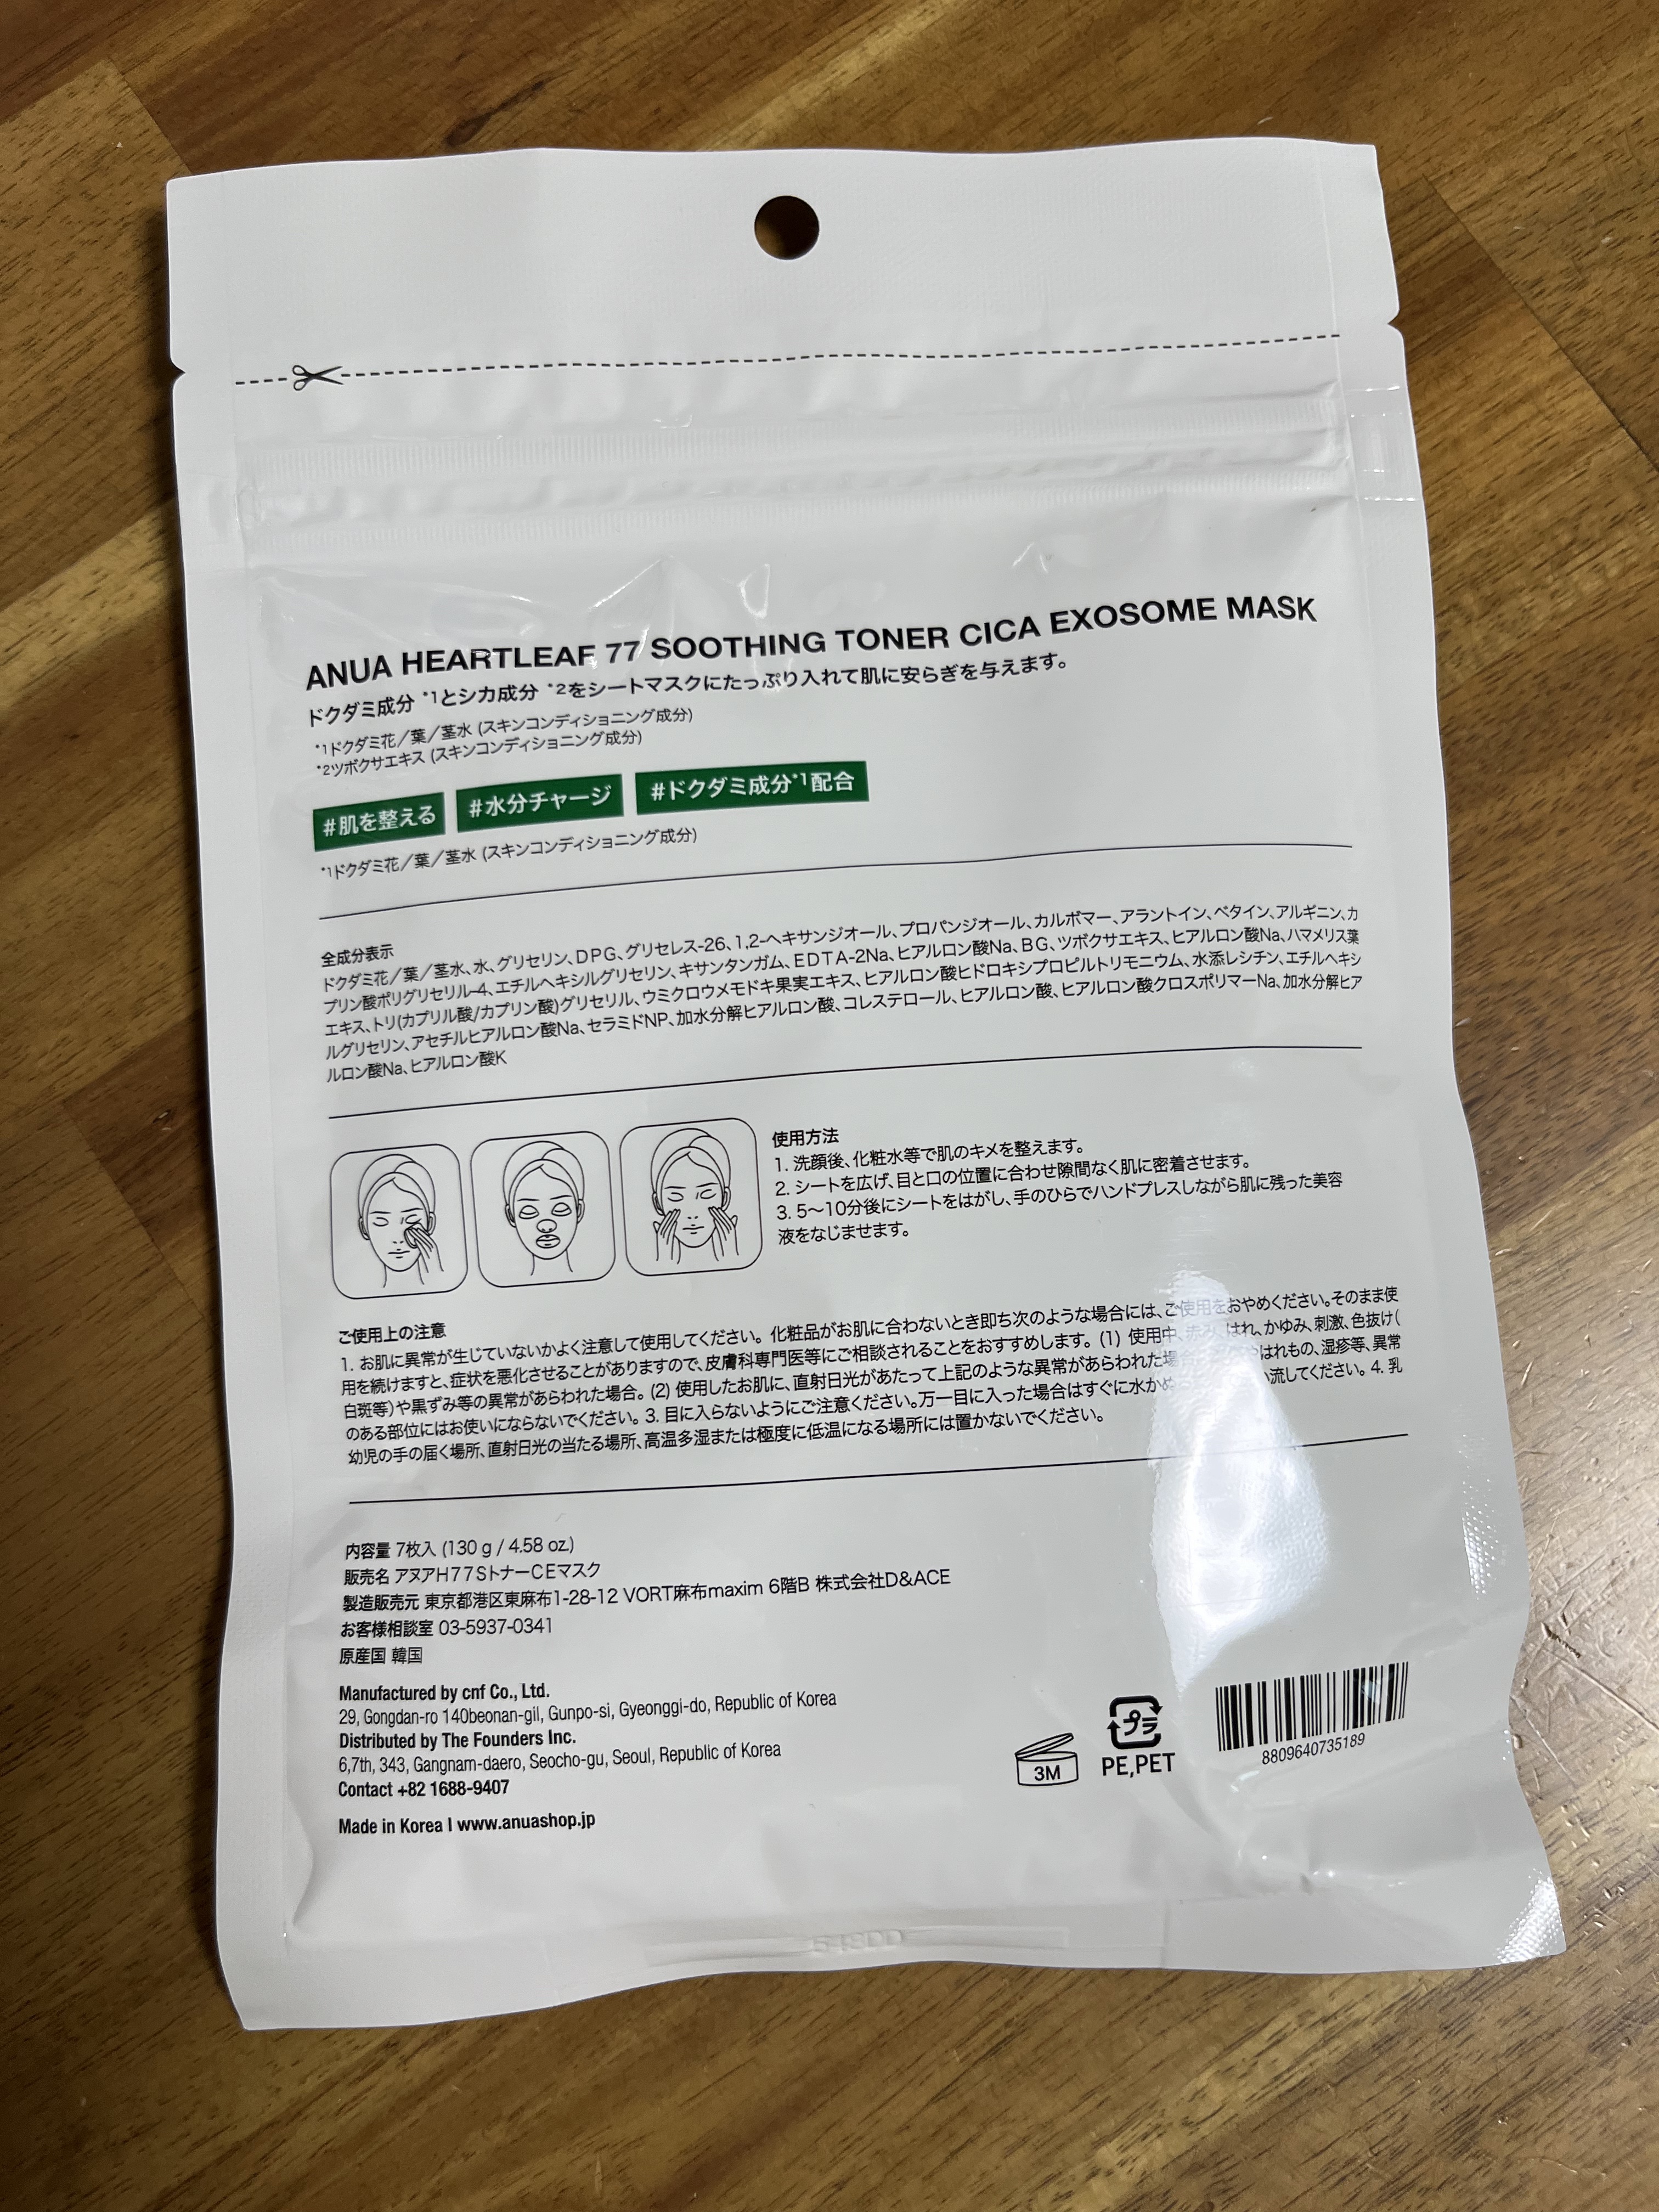 ANUA HEARTLEAF 77 SOOTHING TONER CICA EXOSOME MASK
ドクダミ成分 *1とシカ成分 *2をシートマスクにたっぷり入れて肌に安らぎを与えます。
*1ドクダミ花／葉／茎水 (スキンコンディショニング成分)
*2ツボクサエキス (スキンコンディショニング成分)
#肌を整える #水分チャージ #ドクダミ成分*1配合
*1ドクダミ花／葉／茎水 (スキンコンディショニング成分)
全成分表示
ドクダミ花／葉／茎水、水、グリセリン、DPG、グリセレス-26、1,2-ヘキサンジオール、プロパンジオール、カルボマー、アラントイン、ベタイン、アルギニン、カ
プリン酸ポリグリセリル-4、エチルヘキシルグリセリン、キサンタンガム、EDTA-2Na、ヒアルロン酸Na、BG、ツボクサエキス、ヒアルロン酸Na、ハマメリス葉
エキス、トリ(カプリル酸/カプリン酸)グリセリル、ウミクロウメモドキ果実エキス、ヒアルロン酸ヒドロキシプロピルトリモニウム、水添レシチン、エチルヘキシ
ルグリセリン、アセチルヒアルロン酸Na、セラミドNP、加水分解ヒアルロン酸、コレステロール、ヒアルロン酸、ヒアルロン酸クロスポリマーNa、加水分解ヒア
ルロン酸Na、ヒアルロン酸K
使用方法
1. 洗顔後、化粧水等で肌のキメを整えます。
2. シートを広げ、目と口の位置に合わせ隙間なく肌に密着させます。
3. 5〜10分後にシートをはがし、手のひらでハンドプレスしながら肌に残った美容
液をなじませます。
ご使用上の注意
1. お肌に異常が生じていないかよく注意して使用してください。化粧品がお肌に合わないとき即ち次のような場合には、ご使用をおやめください。そのまま使
用を続けますと、症状を悪化させることがありますので、皮膚科専門医等にご相談されることをおすすめします。(1) 使用中、赤み、はれ、かゆみ、刺激、色抜け(
白斑等)や黒ずみ等の異常があらわれた場合。(2) 使用したお肌に、直射日光があたって上記のような異常があらわれた場 はれもの、湿疹等、異常
のある部位にはお使いにならないでください。3. 目に入らないようにご注意ください。万一目に入った場合はすぐに水か 流してください。4. 乳
幼児の手の届く場所、直射日光の当たる場所、高温多湿または極度に低温になる場所には置かないでください。
内容量 7枚入 (130 g / 4.58 oz.)
販売名 アヌアH77SトナーCEマスク
製造販売元 東京都港区東麻布1-28-12 VORT麻布maxim 6階B 株式会社D&ACE
お客様相談室 03-5937-0341
原産国 韓国
Manufactured by cnf Co., Ltd.
29, Gongdan-ro 140beonan-gil, Gunpo-si, Gyeonggi-do, Republic of Korea
Distributed by The Founders Inc.
6,7th, 343, Gangnam-daero, Seocho-gu, Seoul, Republic of Korea
Contact +82 1688-9407
Made in Korea I www.anuashop.jp
3M
プラ
PE,PET
8809640735189